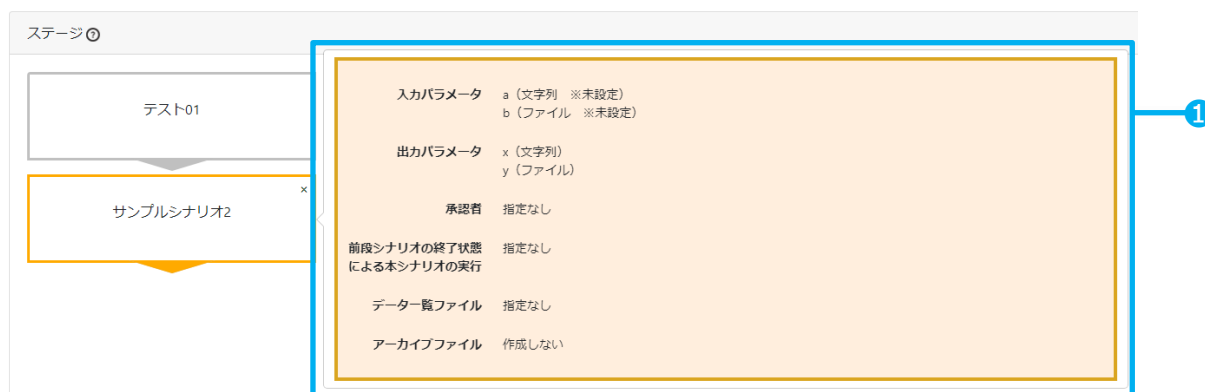 ステージ ?
テスト01
×
サンプルシナリオ2
入力パラメータ a（文字列　※未設定）
b（ファイル　※未設定）
出力パラメータ x（文字列）
y（ファイル）
承認者 指定なし
前段シナリオの終了状態 指定なし
による本シナリオの実行
データ一覧ファイル 指定なし
アーカイブファイル 作成しない
1